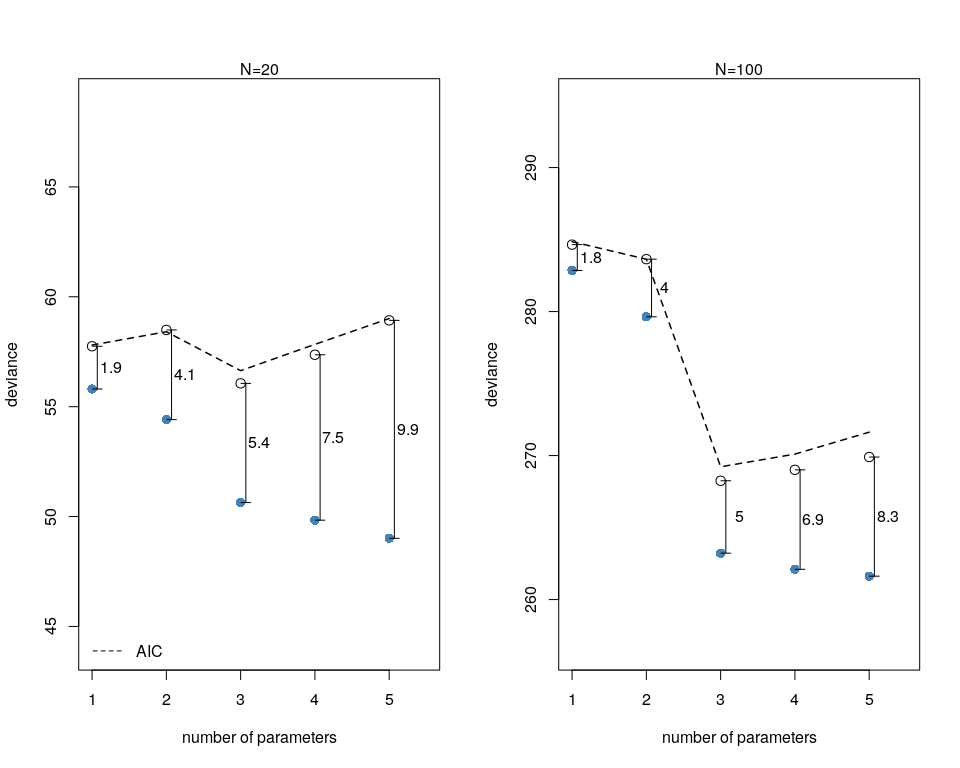 N=20
deviance
65
60
55
50
45
1.9
4.1
5.4
7.5
9.9
AIC
1 2 3 4 5
number of parameters
N=100
deviance
290
280
270
260
1.8
4
5
6.9
8.3
1 2 3 4 5
number of parameters